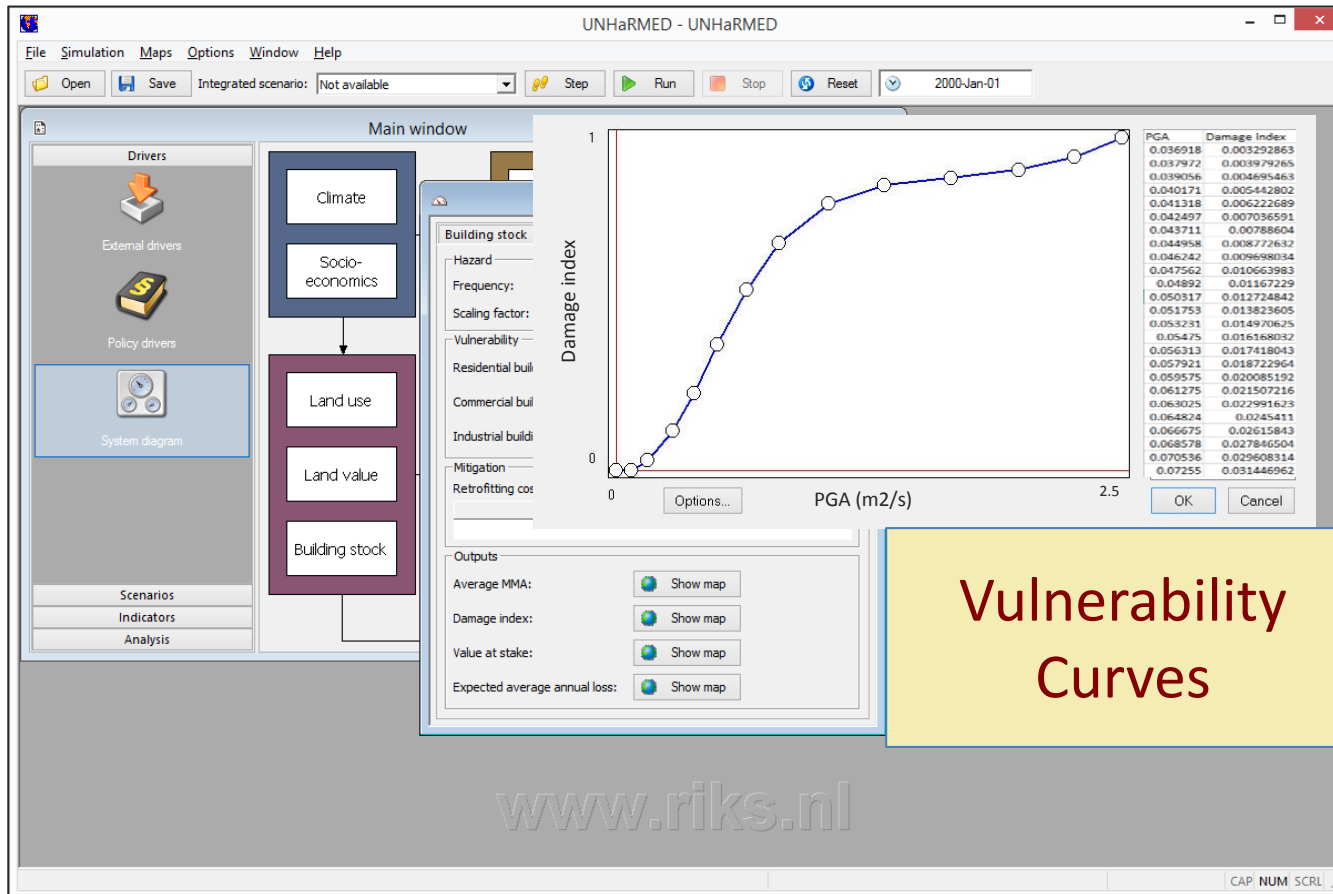 UNHaRMED - UNHaRMED
File Simulation Maps Options Window Help
Open Save Integrated scenario: Not available Step Run Stop Reset 2000-Jan-01
Main window
Drivers
External drivers
Policy drivers
System diagram
Scenarios
Indicators
Analysis
Climate
Socio-
economics
Land use
Land value
Building stock
Building stock
Hazard
Frequency:
Scaling factor:
Vulnerability
Residential buil
Commercial buil
Industrial buildi
Mitigation
Retrofitting cos
Outputs
Average MMA: Show map
Damage index: Show map
Value at stake: Show map
Expected average annual loss: Show map
1
Damage index
0
0
2.5
Options...
PGA (m2/s)
PGA Damage Index
0.036918 0.003292863
0.037972 0.003979265
0.039056 0.004695463
0.040171 0.005442802
0.041318 0.006222689
0.042497 0.007036591
0.043711 0.00788604
0.044958 0.008772632
0.046242 0.009698034
0.047562 0.010663983
0.04892 0.01167229
0.050317 0.012724842
0.051753 0.013823605
0.053231 0.014970625
0.05475 0.016168032
0.056313 0.017418043
0.057921 0.018722964
0.059575 0.020085192
0.061275 0.021507216
0.063025 0.022991623
0.064824 0.0245411
0.066675 0.02615843
0.068578 0.027846504
0.070536 0.029608314
0.07255 0.031446962
OK Cancel
Vulnerability
Curves
www.riks.nl
CAP NUM SCRL